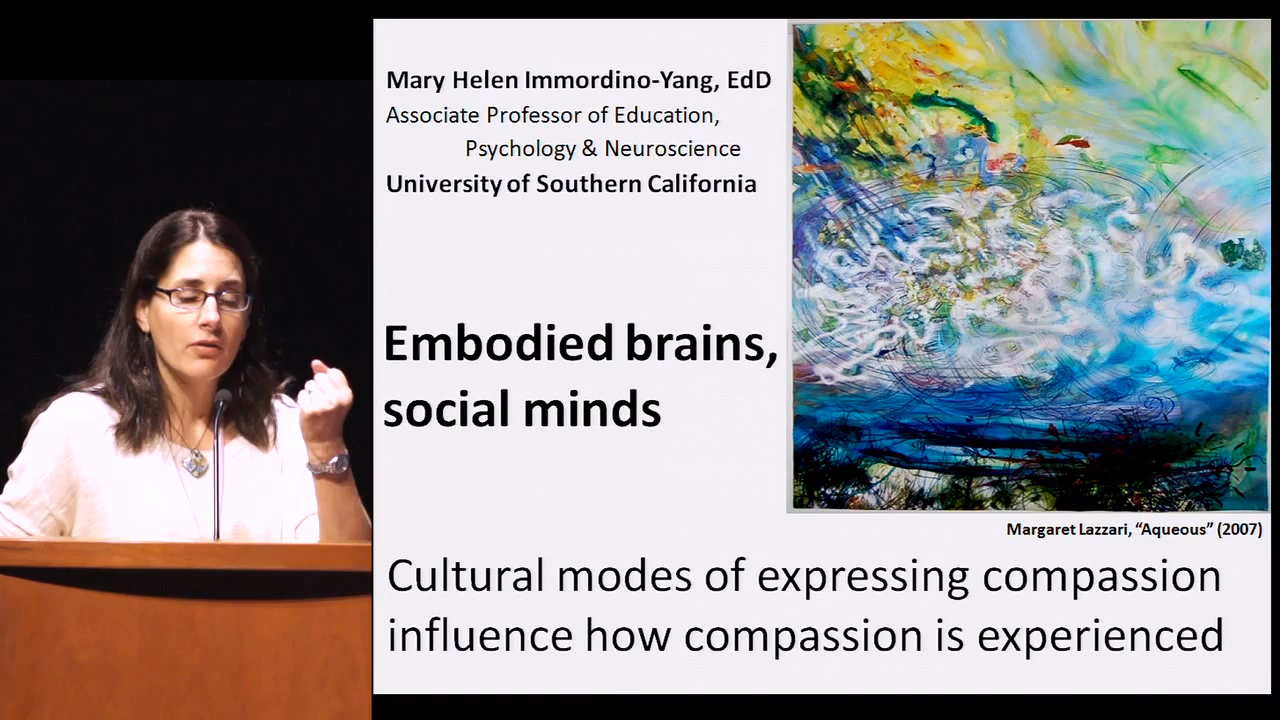 Mary Helen Immordino-Yang, EdD
Associate Professor of Education,
Psychology & Neuroscience
University of Southern California
Embodied brains,
social minds
Margaret Lazzari, “Aqueous” (2007)
Cultural modes of expressing compassion
influence how compassion is experienced